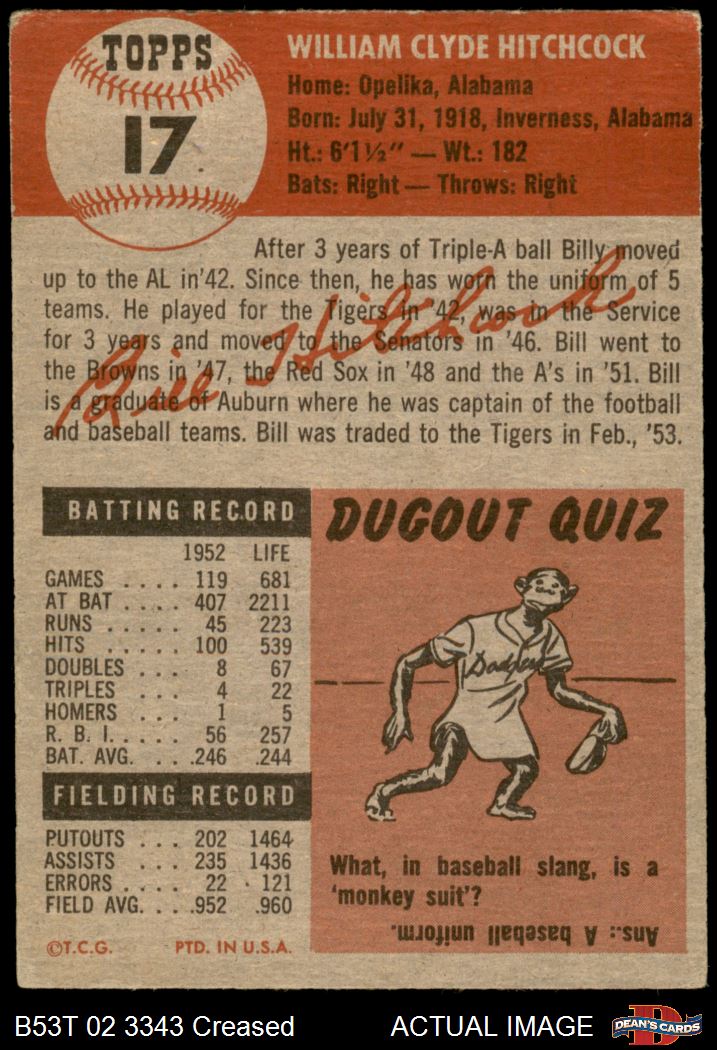 TOPPS
17
WILLIAM CLYDE HITCHCOCK
Home: Opelika, Alabama
Born: July 31, 1918, Inverness, Alabama
Ht.: 6'1½" — Wt.: 182
Bats: Right — Throws: Right
After 3 years of Triple-A ball Billy moved
up to the AL in'42. Since then, he has worn the uniform of 5
teams. He played for the Tigers in '42, was in the Service
for 3 years and moved to the Senators in '46. Bill went to
the Browns in '47, the Red Sox in '48 and the A's in '51. Bill
is a graduate of Auburn where he was captain of the football
and baseball teams. Bill was traded to the Tigers in Feb., '53.
Bill Hitchcock
BATTING RECORD
1952 LIFE
GAMES .... 119 681
AT BAT .... 407 2211
RUNS ..... 45 223
HITS ..... 100 539
DOUBLES ... 8 67
TRIPLES ... 4 22
HOMERS ... 1 5
R. B. I. .... 56 257
BAT. AVG. ... .246 .244
FIELDING RECORD
PUTOUTS ... 202 1464
ASSISTS ... 235 1436
ERRORS .... 22 121
FIELD AVG. ... .952 .960
©T.C.G. PTD. IN U.S.A.
DUGOUT QUIZ
Dodgers
What, in baseball slang, is a
'monkey suit'?
Ans.: A baseball uniform.
B53T 02 3343 Creased ACTUAL IMAGE
D
DEAN'S CARDS